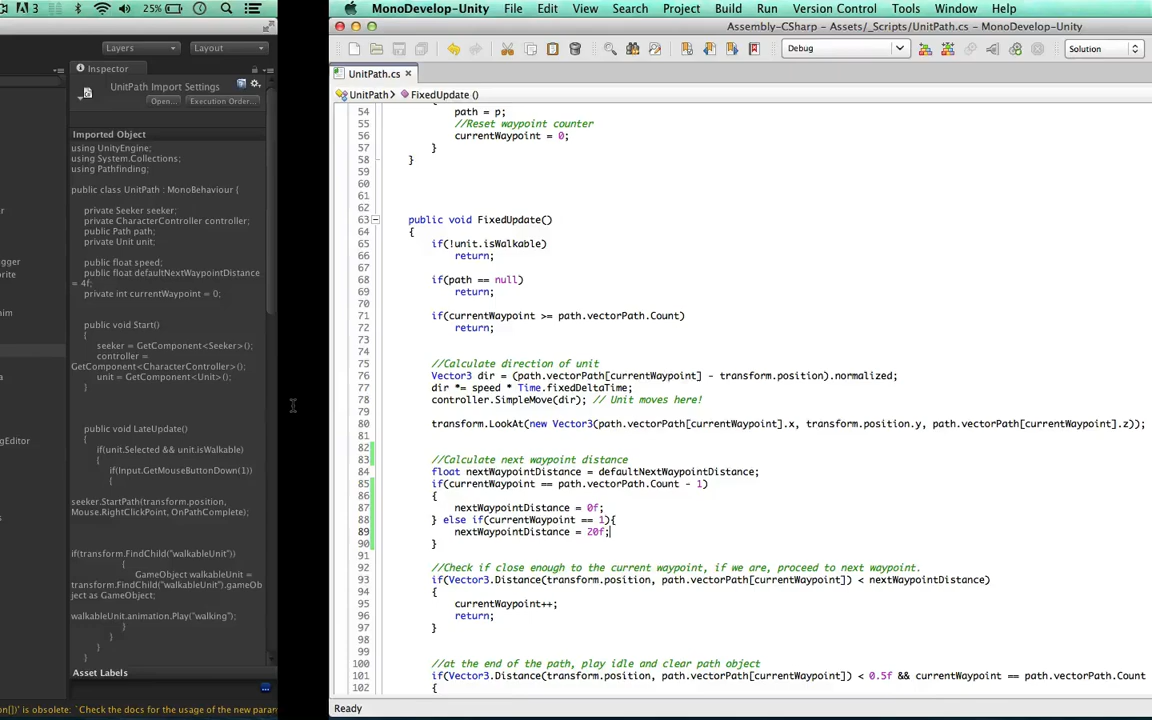 3
25%
Layers
Layout
Inspector
UnitPath Import Settings
Open...
Execution Order...
Imported Object
using UnityEngine;
using System.Collections;
using Pathfinding;
public class UnitPath : MonoBehaviour {
private Seeker seeker;
private CharacterController controller;
public Path path;
private Unit unit;
public float speed;
public float defaultNextWaypointDistance
= 4f;
private int currentWaypoint = 0;
public void Start()
{
seeker = GetComponent<Seeker>();
controller =
GetComponent<CharacterController>();
unit = GetComponent<Unit>();
}
public void LateUpdate()
{
if(unit.Selected && unit.isWalkable)
{
if(Input.GetMouseButtonDown(1))
seeker.StartPath(transform.position,
Mouse.RightClickPoint, OnPathComplete);
if(transform.FindChild("walkableUnit"))
{
GameObject walkableUnit =
transform.FindChild("walkableUnit").gameOb
ject as GameObject;
walkableUnit.animation.Play("walking");
}
}
}
}
Asset Labels
on[])' is obsolete: `Check the docs for the usage of the new paran
MonoDevelop-Unity File Edit View Search Project Build Run Version Control Tools Window Help
Assembly-CSharp – Assets/_Scripts/UnitPath.cs – MonoDevelop-Unity
Debug
Solution
UnitPath.cs
UnitPath FixedUpdate ()
54 path = p;
55 //Reset waypoint counter
56 currentWaypoint = 0;
57 }
58 }
59
60
61
62
63 public void FixedUpdate()
64 {
65 if(!unit.isWalkable)
66 return;
67
68 if(path == null)
69 return;
70
71 if(currentWaypoint >= path.vectorPath.Count)
72 return;
73
74
75 //Calculate direction of unit
76 Vector3 dir = (path.vectorPath[currentWaypoint] - transform.position).normalized;
77 dir *= speed * Time.fixedDeltaTime;
78 controller.SimpleMove(dir); // Unit moves here!
79
80 transform.LookAt(new Vector3(path.vectorPath[currentWaypoint].x, transform.position.y, path.vectorPath[currentWaypoint].z));
81
82
83 //Calculate next waypoint distance
84 float nextWaypointDistance = defaultNextWaypointDistance;
85 if(currentWaypoint == path.vectorPath.Count - 1)
86 {
87 nextWaypointDistance = 0f;
88 } else if(currentWaypoint == 1){
89 nextWaypointDistance = 20f;
90 }
91
92 //Check if close enough to the current waypoint, if we are, proceed to next waypoint.
93 if(Vector3.Distance(transform.position, path.vectorPath[currentWaypoint]) < nextWaypointDistance)
94 {
95 currentWaypoint++;
96 return;
97 }
98
99
100 //at the end of the path, play idle and clear path object
101 if(Vector3.Distance(transform.position, path.vectorPath[currentWaypoint]) < 0.5f && currentWaypoint == path.vectorPath.Count
102 {
Ready